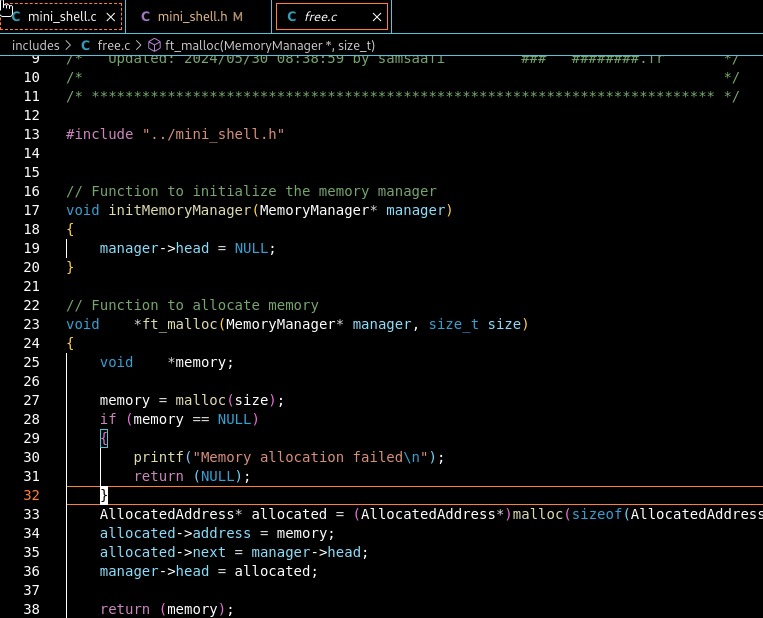 mini_shell.c mini_shell.h M free.c
includes > free.c > ft_malloc(MemoryManager *, size_t)
9 /* Updated: 2024/05/30 08:38:59 by samsaafi ### ########.fr */
10 /* */
11 /* ************************************************************************** */
12
13 #include "../mini_shell.h"
14
15
16 // Function to initialize the memory manager
17 void initMemoryManager(MemoryManager* manager)
18 {
19 manager->head = NULL;
20 }
21
22 // Function to allocate memory
23 void *ft_malloc(MemoryManager* manager, size_t size)
24 {
25 void *memory;
26
27 memory = malloc(size);
28 if (memory == NULL)
29 {
30 printf("Memory allocation failed\n");
31 return (NULL);
32 }
33 AllocatedAddress* allocated = (AllocatedAddress*)malloc(sizeof(AllocatedAddress
34 allocated->address = memory;
35 allocated->next = manager->head;
36 manager->head = allocated;
37
38 return (memory);